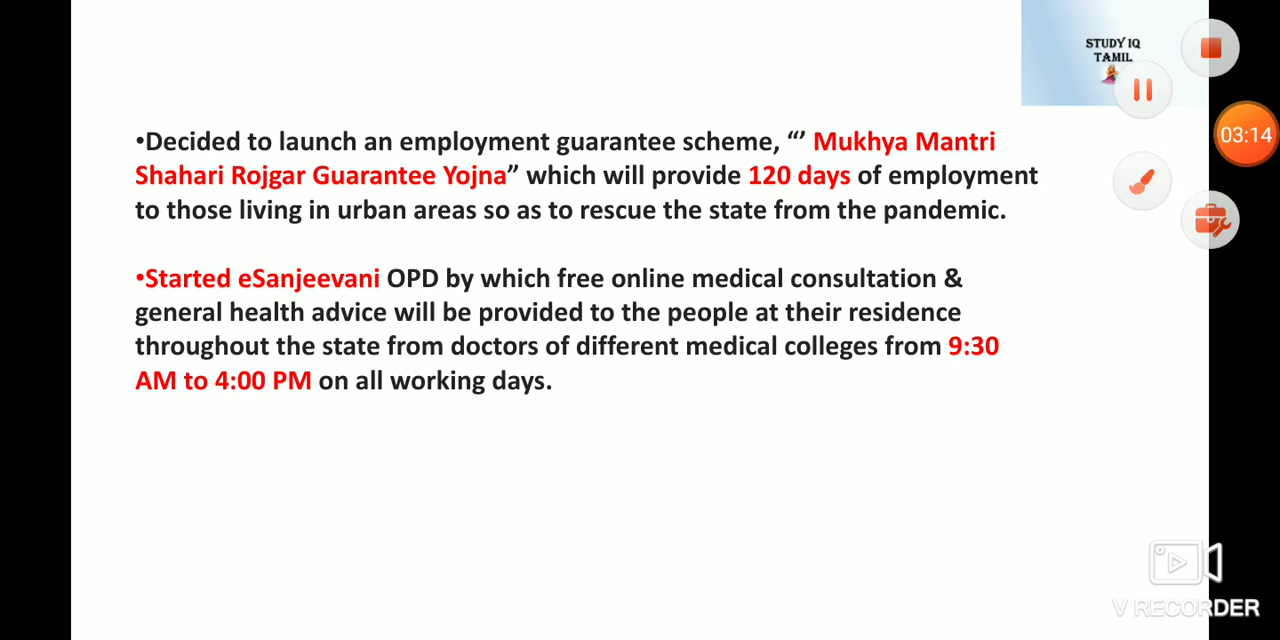 STUDY IQ
TAMIL
03:14
•Decided to launch an employment guarantee scheme, “’ Mukhya Mantri
Shahari Rojgar Guarantee Yojna” which will provide 120 days of employment
to those living in urban areas so as to rescue the state from the pandemic.
•Started eSanjeevani OPD by which free online medical consultation &
general health advice will be provided to the people at their residence
throughout the state from doctors of different medical colleges from 9:30
AM to 4:00 PM on all working days.
V RECORDER